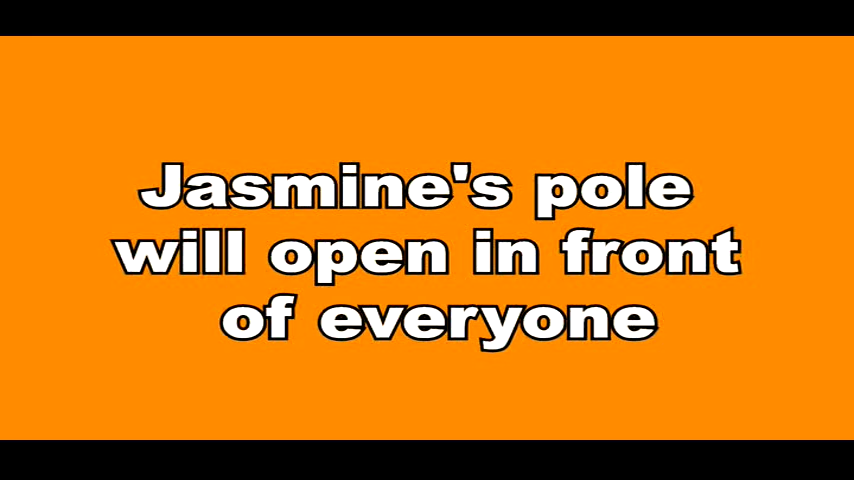 Jasmine's pole
will open in front
of everyone